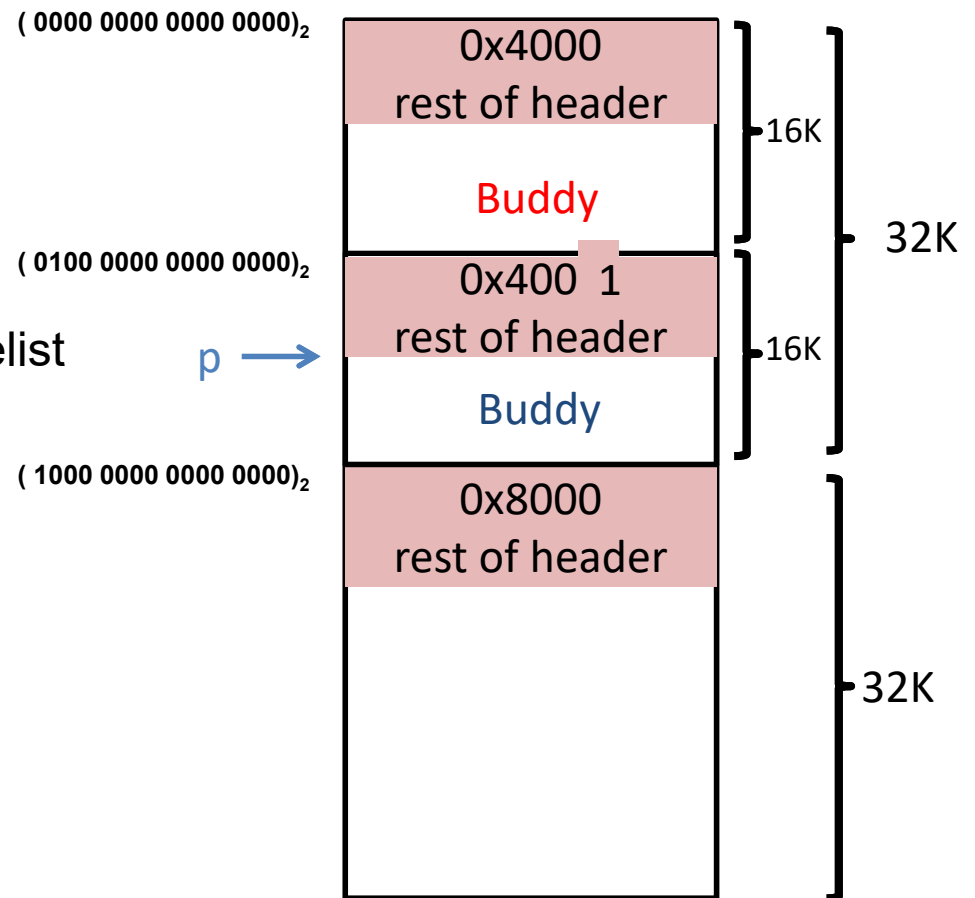 ( 0000 0000 0000 0000)₂
0x4000
rest of header
16K
Buddy
32K
( 0100 0000 0000 0000)₂
0x400 1
rest of header
elist
p
16K
Buddy
( 1000 0000 0000 0000)₂
0x8000
rest of header
32K